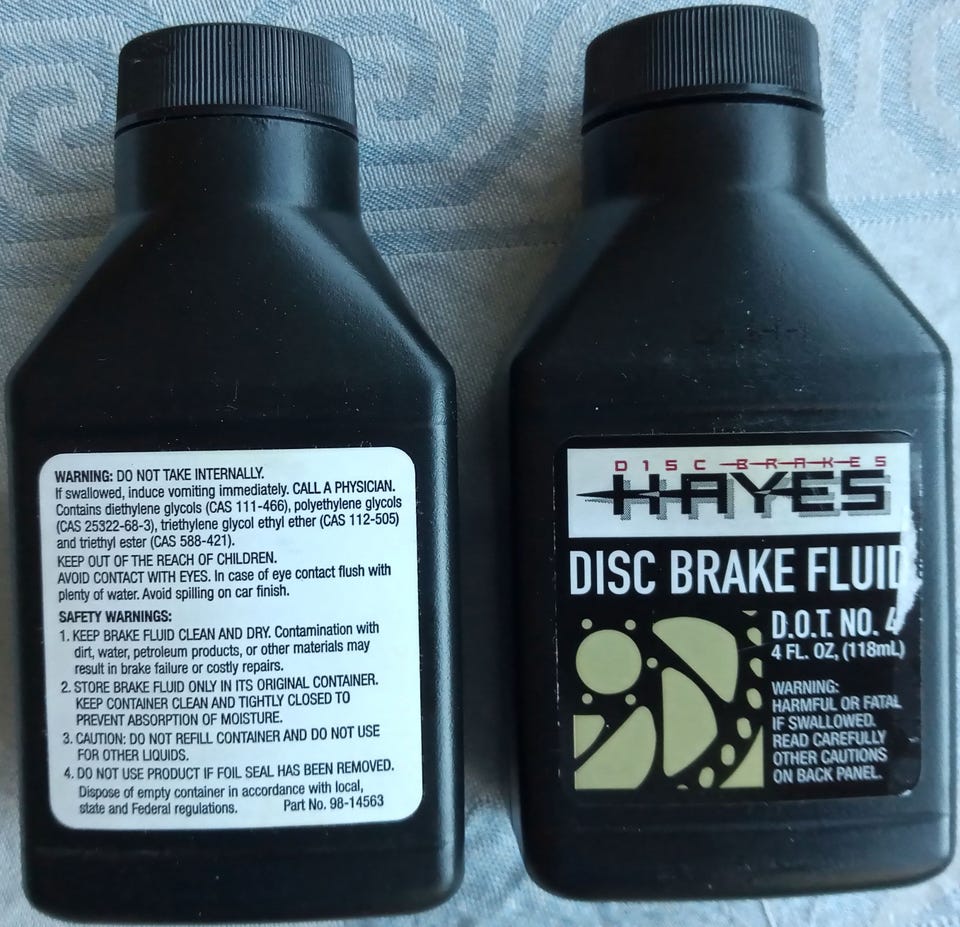 WARNING: DO NOT TAKE INTERNALLY.
If swallowed, induce vomiting immediately. CALL A PHYSICIAN.
Contains diethylene glycols (CAS 111-466), polyethylene glycols
(CAS 25322-68-3), triethylene glycol ethyl ether (CAS 112-505)
and triethyl ester (CAS 588-421).
KEEP OUT OF THE REACH OF CHILDREN.
AVOID CONTACT WITH EYES. In case of eye contact flush with
plenty of water. Avoid spilling on car finish.
SAFETY WARNINGS:
1. KEEP BRAKE FLUID CLEAN AND DRY. Contamination with
dirt, water, petroleum products, or other materials may
result in brake failure or costly repairs.
2. STORE BRAKE FLUID ONLY IN ITS ORIGINAL CONTAINER.
KEEP CONTAINER CLEAN AND TIGHTLY CLOSED TO
PREVENT ABSORPTION OF MOISTURE.
3. CAUTION: DO NOT REFILL CONTAINER AND DO NOT USE
FOR OTHER LIQUIDS.
4. DO NOT USE PRODUCT IF FOIL SEAL HAS BEEN REMOVED.
Dispose of empty container in accordance with local,
state and Federal regulations. Part No. 98-14563
DISC BRAKES
HAYES
DISC BRAKE FLUID
D.O.T. NO. 4
4 FL. OZ, (118mL)
WARNING:
HARMFUL OR FATAL
IF SWALLOWED.
READ CAREFULLY
OTHER CAUTIONS
ON BACK PANEL.